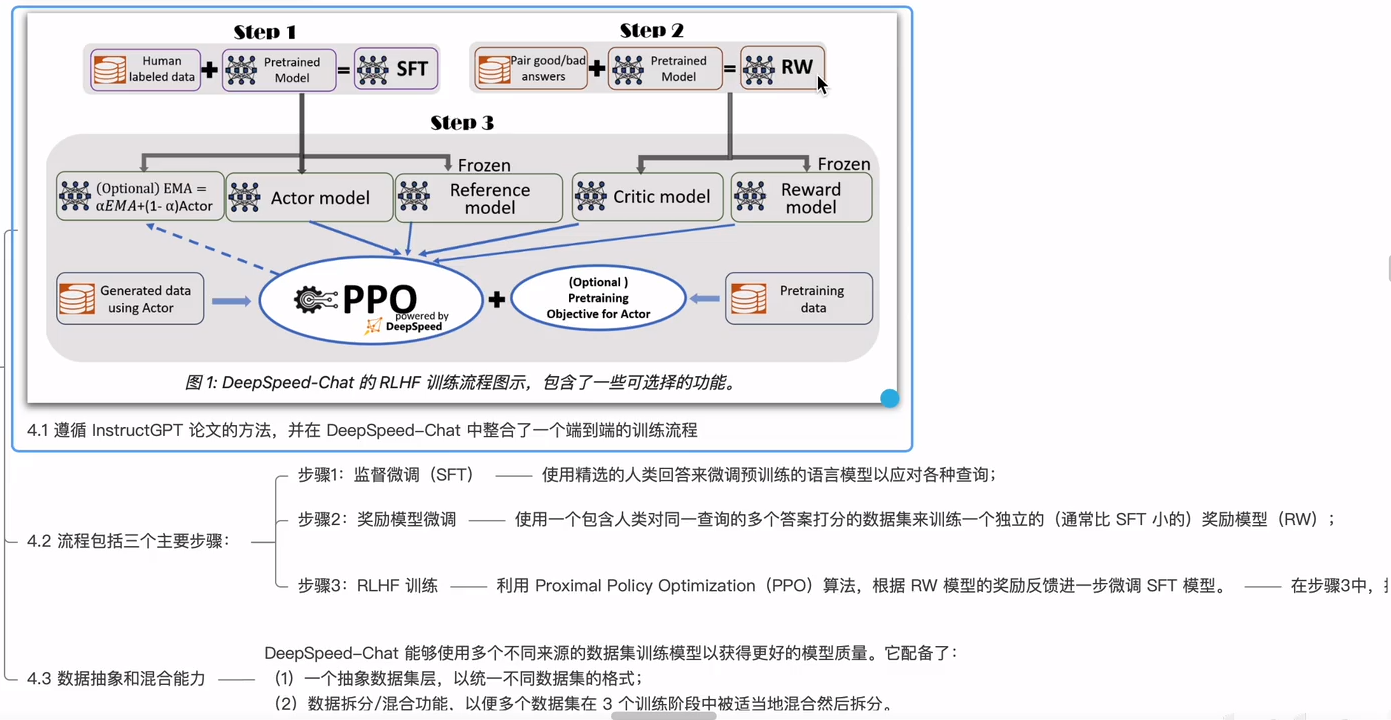 Step 1
Step 2
Human
labeled data
Pretrained
Model
=
SFT
Pair good/bad
answers
Pretrained
Model
=
RW
Step 3
Frozen
Frozen
(Optional) EMA =
αEMA+(1- α)Actor
Actor model
Reference
model
Critic model
Reward
model
Generated data
using Actor
PPO
powered by
DeepSpeed
(Optional )
Pretraining
Objective for Actor
Pretraining
data
图 1: DeepSpeed-Chat 的 RLHF 训练流程图示，包含了一些可选择的功能。
4.1 遵循 InstructGPT 论文的方法，并在 DeepSpeed-Chat 中整合了一个端到端的训练流程
步骤1：监督微调（SFT） 使用精选的人类回答来微调预训练的语言模型以应对各种查询；
步骤2：奖励模型微调 使用一个包含人类对同一查询的多个答案打分的数据集来训练一个独立的（通常比 SFT 小的）奖励模型（RW）；
4.2 流程包括三个主要步骤：
步骤3：RLHF 训练 利用 Proximal Policy Optimization（PPO）算法，根据 RW 模型的奖励反馈进一步微调 SFT 模型。 在步骤3中，
DeepSpeed-Chat 能够使用多个不同来源的数据集训练模型以获得更好的模型质量。它配备了：
4.3 数据抽象和混合能力 （1）一个抽象数据集层，以统一不同数据集的格式；
（2）数据拆分/混合功能，以便多个数据集在 3 个训练阶段中被适当地混合然后拆分。